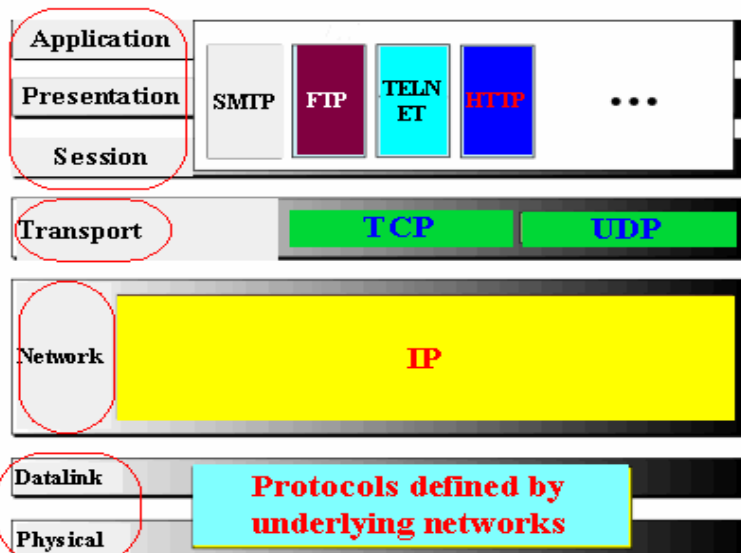 Application
Presentation
Session
SMTP
FTP
TELN
ET
HTTP
...
Transport
TCP
UDP
Network
IP
Datalink
Physical
Protocols defined by
underlying networks